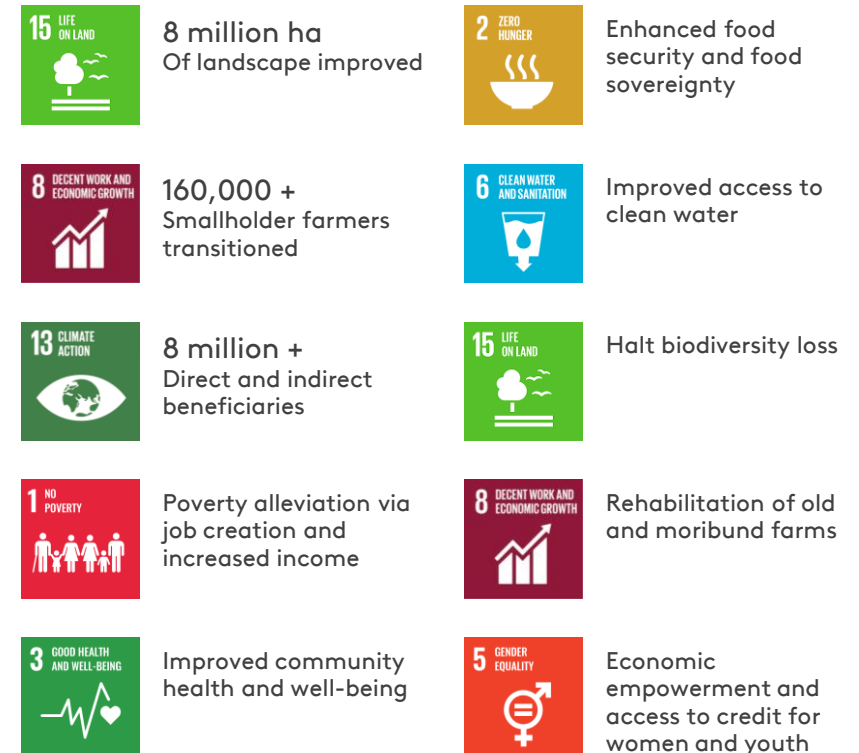 15 LIFE
ON LAND
8 million ha
Of landscape improved
2 ZERO
HUNGER
Enhanced food
security and food
sovereignty
8 DECENT WORK AND
ECONOMIC GROWTH
160,000 +
Smallholder farmers
transitioned
6 CLEAN WATER
AND SANITATION
Improved access to
clean water
13 CLIMATE
ACTION
8 million +
Direct and indirect
beneficiaries
15 LIFE
ON LAND
Halt biodiversity loss
1 NO
POVERTY
Poverty alleviation via
job creation and
increased income
8 DECENT WORK AND
ECONOMIC GROWTH
Rehabilitation of old
and moribund farms
3 GOOD HEALTH
AND WELL-BEING
Improved community
health and well-being
5 GENDER
EQUALITY
Economic
empowerment and
access to credit for
women and youth